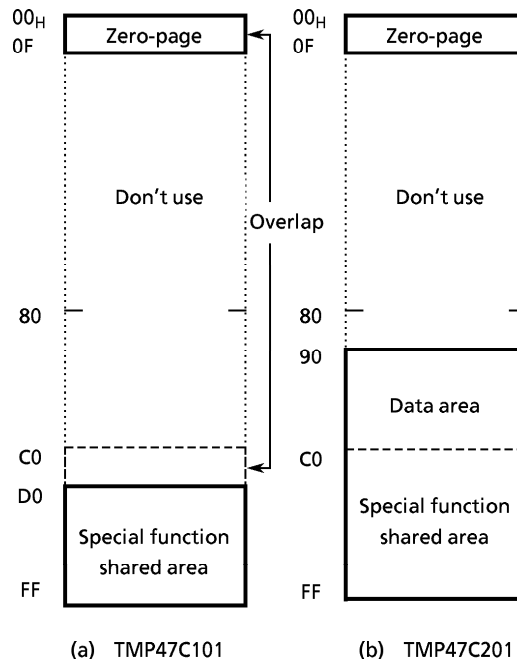 00H
0F
Zero-page
Don't use
Overlap
80
C0
D0
Special function
shared area
FF
(a) TMP47C101
00H
0F
Zero-page
Don't use
80
90
Data area
C0
Special function
shared area
FF
(b) TMP47C201